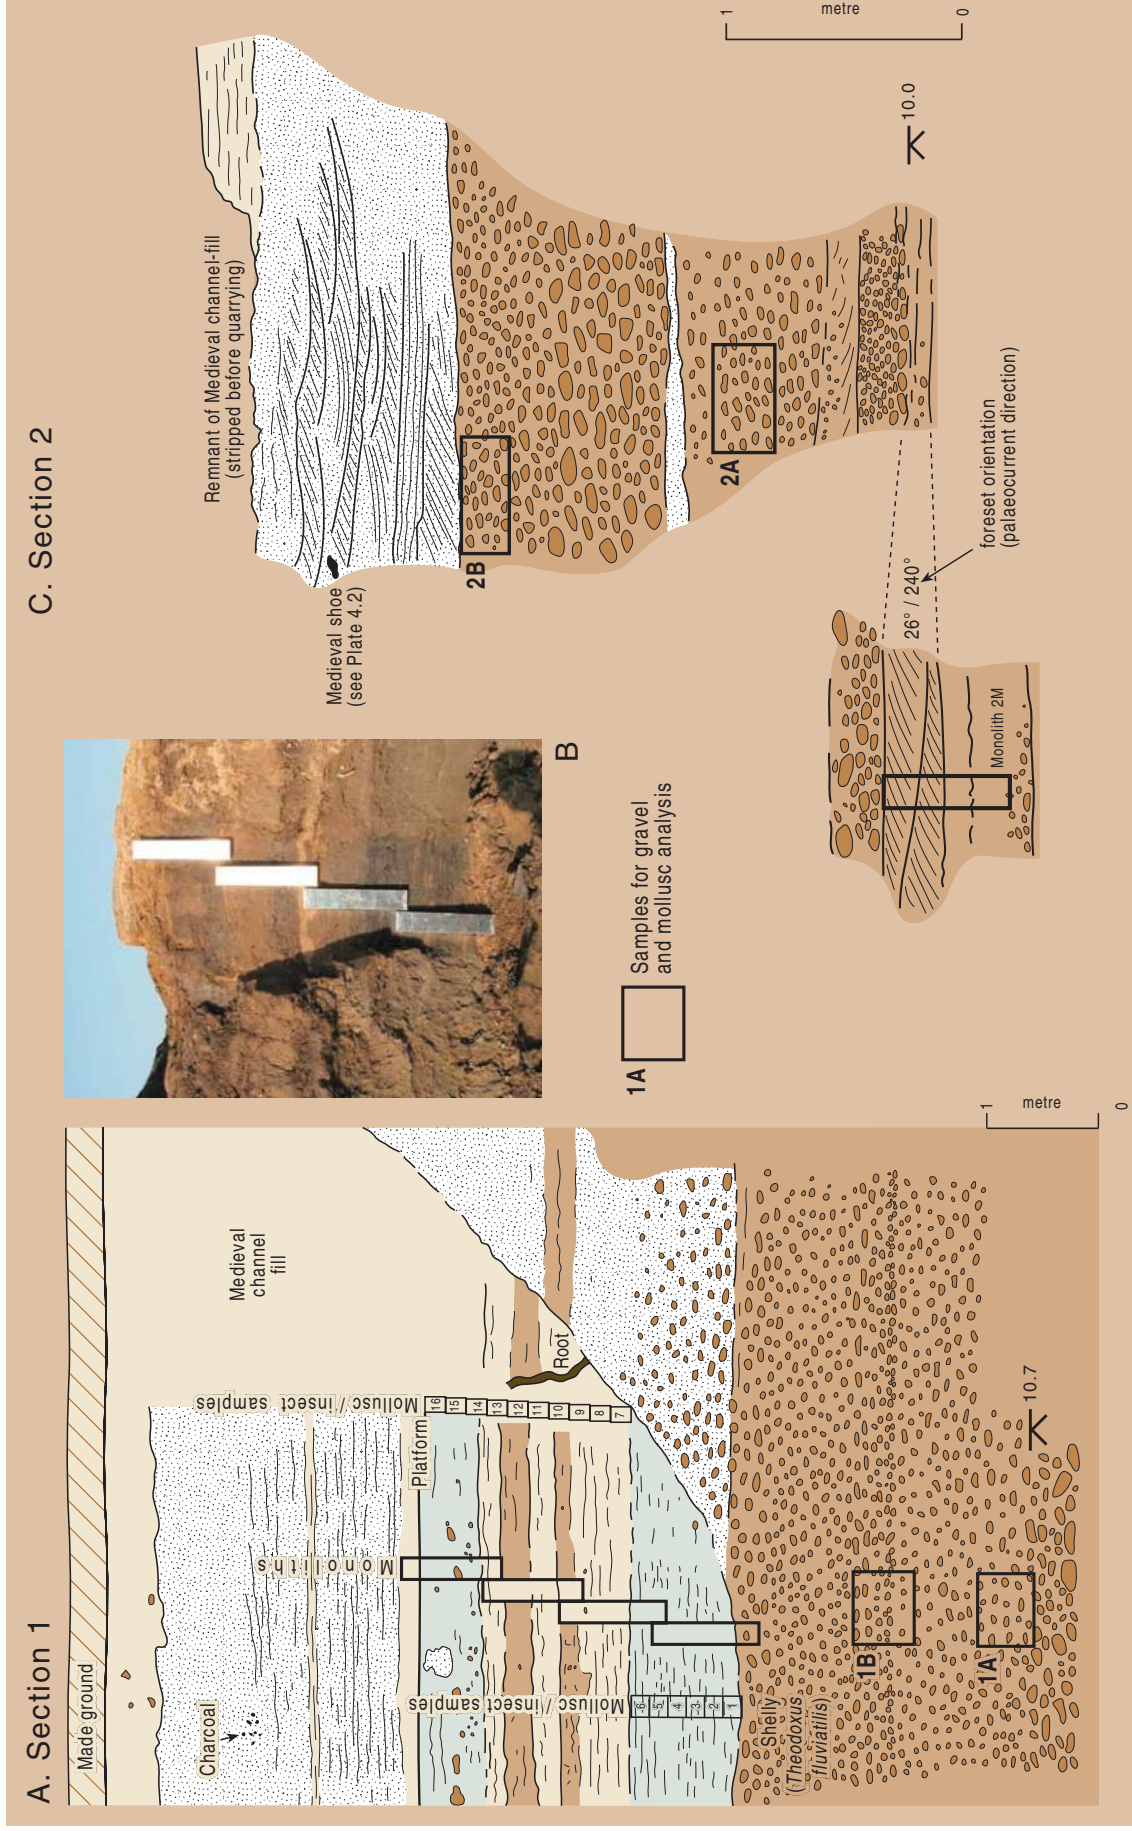 A. Section 1
Made ground
Charcoal
Medieval
channel
fill
Monoliths
Mollusc / insect samples
Platform
Mollusc / insect samples
16
15
14
13
12
11
10
9
8
7
Root
6
5
4
3
2
1
Shelly
(Theodoxus
fluviatilis)
1B
1A
10.7
1
metre
0
B
1A
Samples for gravel
and mollusc analysis
C. Section 2
Remnant of Medieval channel-fill
(stripped before quarrying)
Medieval shoe
(see Plate 4.2)
2B
2A
10.0
1
metre
0
26° / 240°
foreset orientation
(palaeocurrent direction)
Monolith 2M